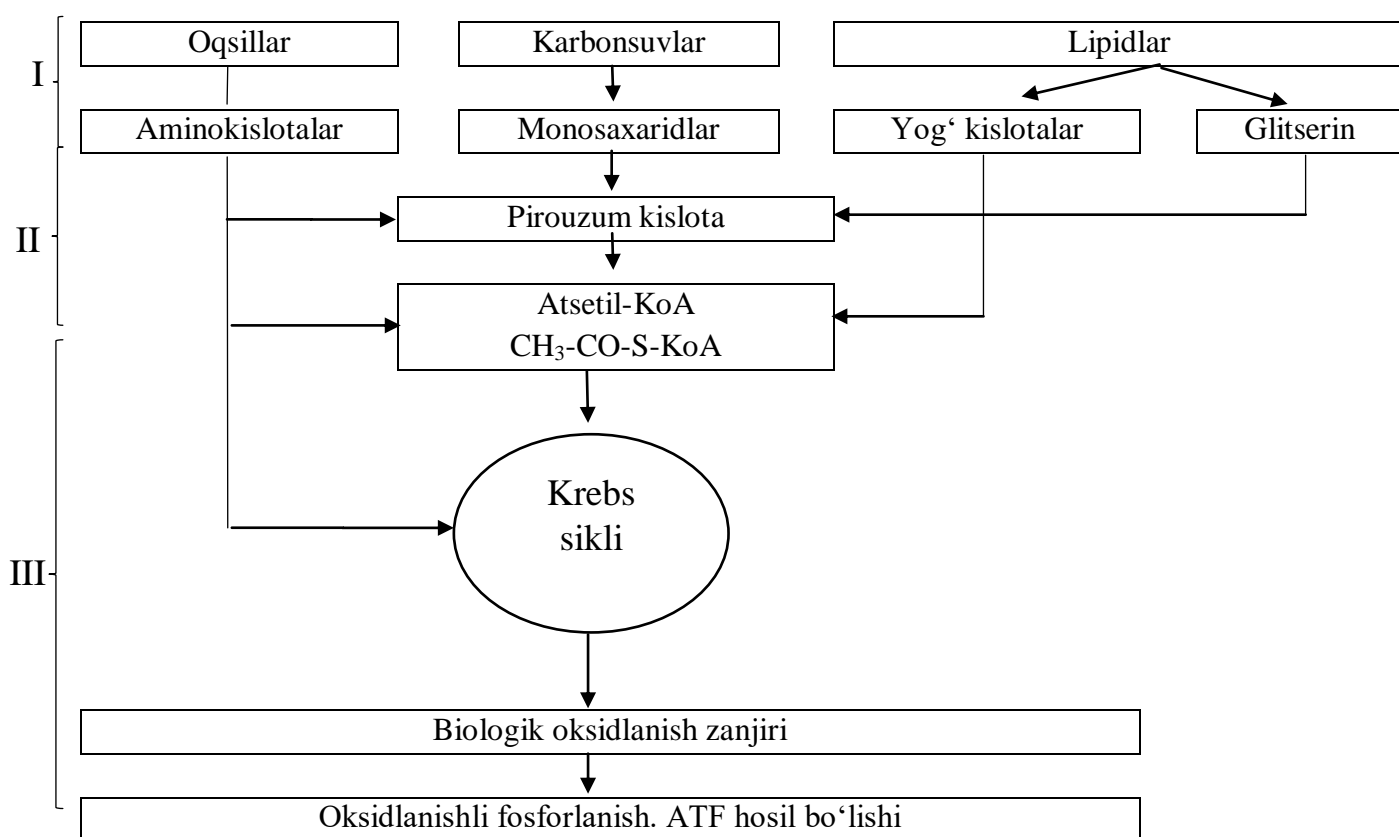 I
Oqsillar
Karbonsuvlar
Lipidlar
Aminokislotalar
Monosaxaridlar
Yog‘ kislotalar
Glitserin
II
Pirouzum kislota
Atsetil-KoA
CH₃-CO-S-KoA
III
Krebs
sikli
Biologik oksidlanish zanjiri
Oksidlanishli fosforlanish. ATF hosil bo‘lishi